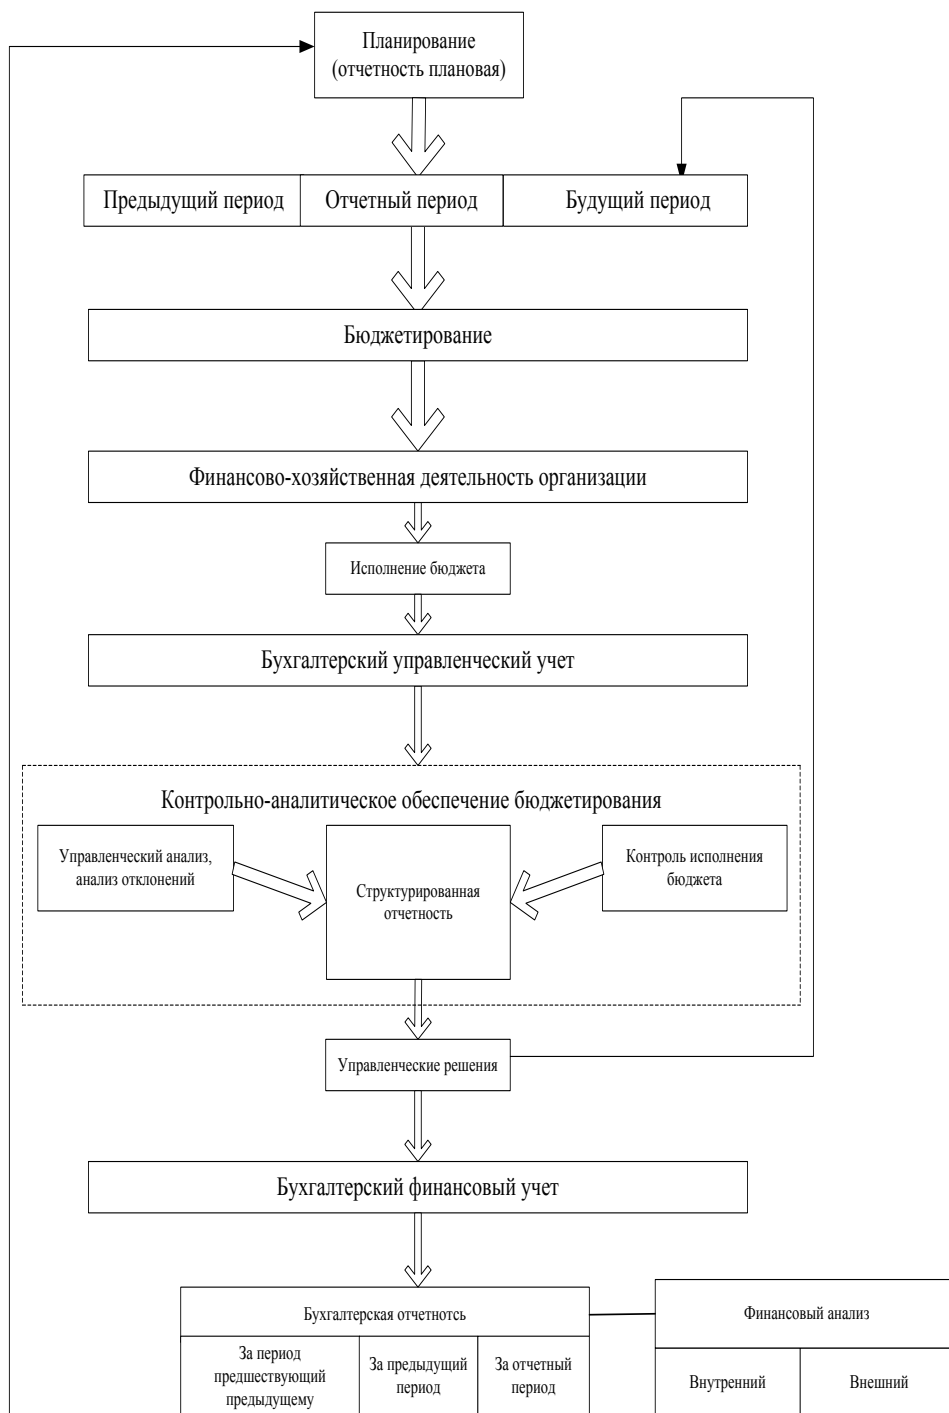 Планирование
(отчетность плановая)
Предыдущий период
Отчетный период
Будущий период
Бюджетирование
Финансово-хозяйственная деятельность организации
Исполнение бюджета
Бухгалтерский управленческий учет
Контрольно-аналитическое обеспечение бюджетирования
Управленческий анализ,
анализ отклонений
Структурированная
отчетность
Контроль исполнения
бюджета
Управленческие решения
Бухгалтерский финансовый учет
Бухгалтерская отчетнотсь
За период
предшествующий
предыдущему
За предыдущий
период
За отчетный
период
Финансовый анализ
Внутренний
Внешний